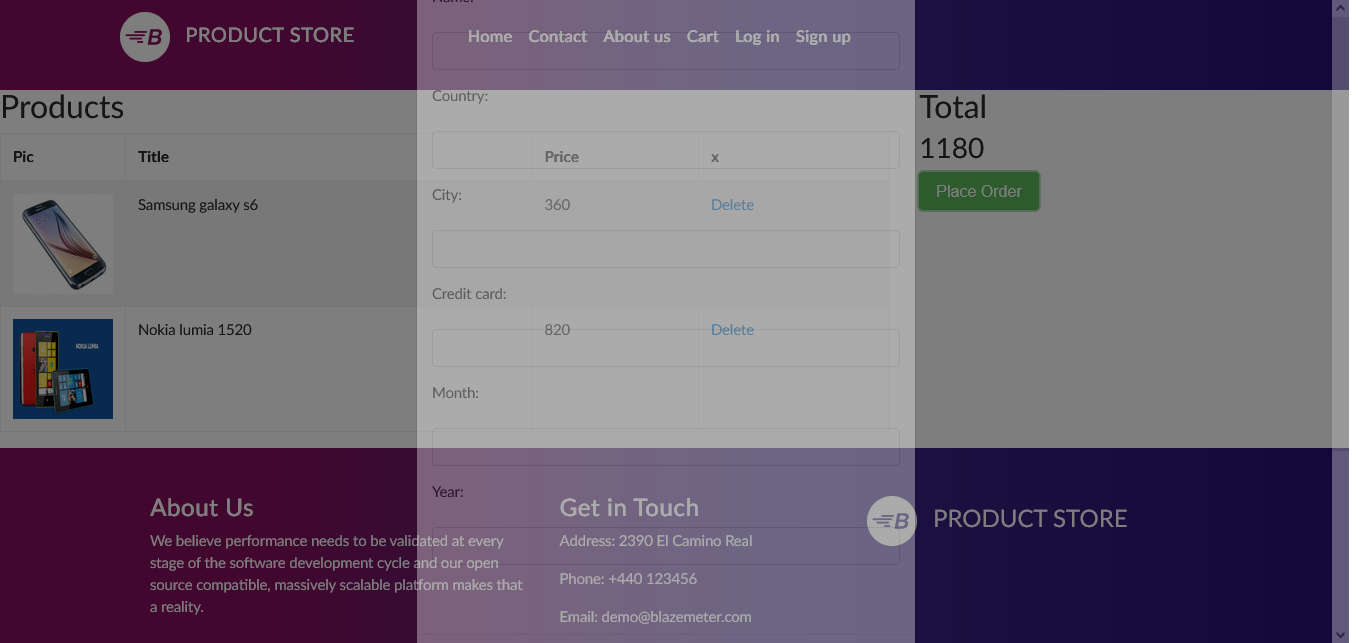 Name:
PRODUCT STORE
Home Contact About us Cart Log in Sign up
Products
Total
Country:
1180
Pic Title Price x
Place Order
City:
Samsung galaxy s6 360 Delete
Credit card:
Nokia lumia 1520 820 Delete
NOKIA LUMIA
Month:
Year:
About Us
We believe performance needs to be validated at every
stage of the software development cycle and our open
source compatible, massively scalable platform makes that
a reality.
Get in Touch
Address: 2390 El Camino Real
Phone: +440 123456
Email: demo@blazemeter.com
B PRODUCT STORE